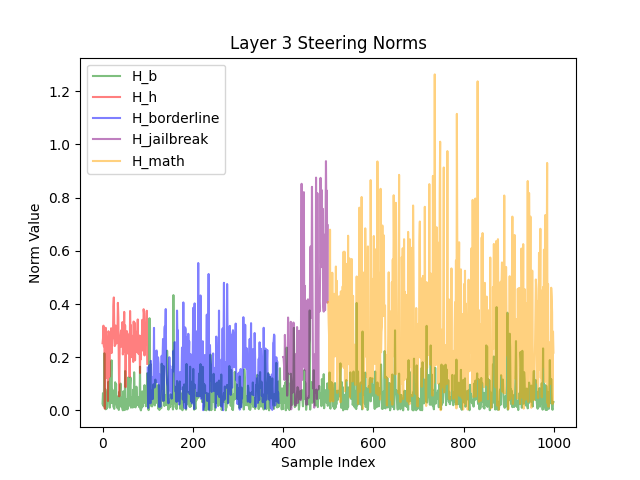 Layer 3 Steering Norms
H_b
H_h
H_borderline
H_jailbreak
H_math
Norm Value
1.2
1.0
0.8
0.6
0.4
0.2
0.0
0 200 400 600 800 1000
Sample Index